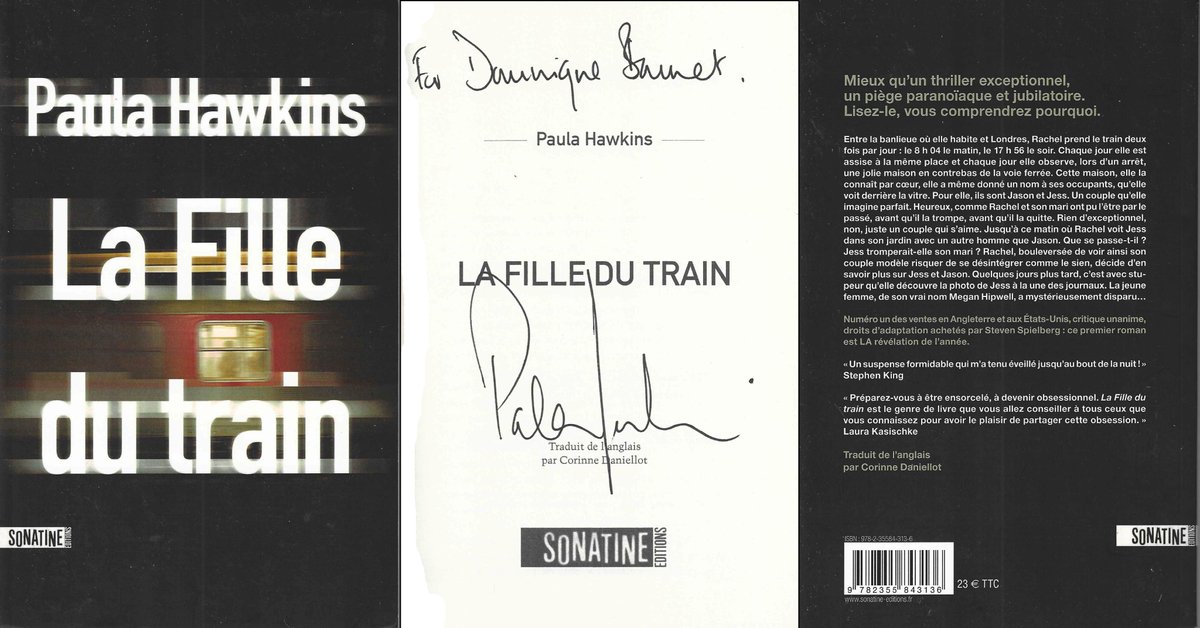 Paula Hawkins
La Fille
du train
SONATINE
EDITIONS
For Dominique
Paula Hawkins
LA FILLE DU TRAIN
Traduit de l'anglais
par Corinne Daniellot
SONATINE
EDITIONS
Mieux qu'un thriller exceptionnel,
un piège paranoïaque et jubilatoire.
Lisez-le, vous comprendrez pourquoi.
Entre la banlieue où elle habite et Londres, Rachel prend le train deux
fois par jour : le 8 h 04 le matin, le 17 h 56 le soir. Chaque jour elle est
assise à la même place et chaque jour elle observe, lors d'un arrêt,
une jolie maison en contrebas de la voie ferrée. Cette maison, elle la
connaît par cœur, elle a même donné un nom à ses occupants, qu'elle
voit derrière la vitre. Pour elle, ils sont Jason et Jess. Un couple qu'elle
imagine parfait. Heureux, comme Rachel et son mari ont pu l'être par le
passé, avant qu'il la trompe, avant qu'il la quitte. Rien d'exceptionnel,
non, juste un couple qui s'aime. Jusqu'à ce matin où Rachel voit Jess
dans son jardin avec un autre homme que Jason. Que se passe-t-il ?
Jess tromperait-elle son mari ? Rachel, bouleversée de voir ainsi son
couple modèle risquer de se désintégrer comme le sien, décide d'en
savoir plus sur Jess et Jason. Quelques jours plus tard, c'est avec stu-
peur qu'elle découvre la photo de Jess à la une des journaux. La jeune
femme, de son vrai nom Megan Hipwell, a mystérieusement disparu…
Numéro un des ventes en Angleterre et aux États-Unis, critique unanime,
droits d'adaptation achetés par Steven Spielberg : ce premier roman
est LA révélation de l'année.
« Un suspense formidable qui m'a tenu éveillé jusqu'au bout de la nuit ! »
Stephen King
« Préparez-vous à être ensorcelé, à devenir obsessionnel. La Fille du
train est le genre de livre que vous allez conseiller à tous ceux que
vous connaissez pour avoir le plaisir de partager cette obsession. »
Laura Kasischke
Traduit de l'anglais
par Corinne Daniellot
SONATINE
EDITIONS
ISBN : 978-2-35584-313-6
9 782355 843136
23 € TTC
www.sonatine-editions.fr